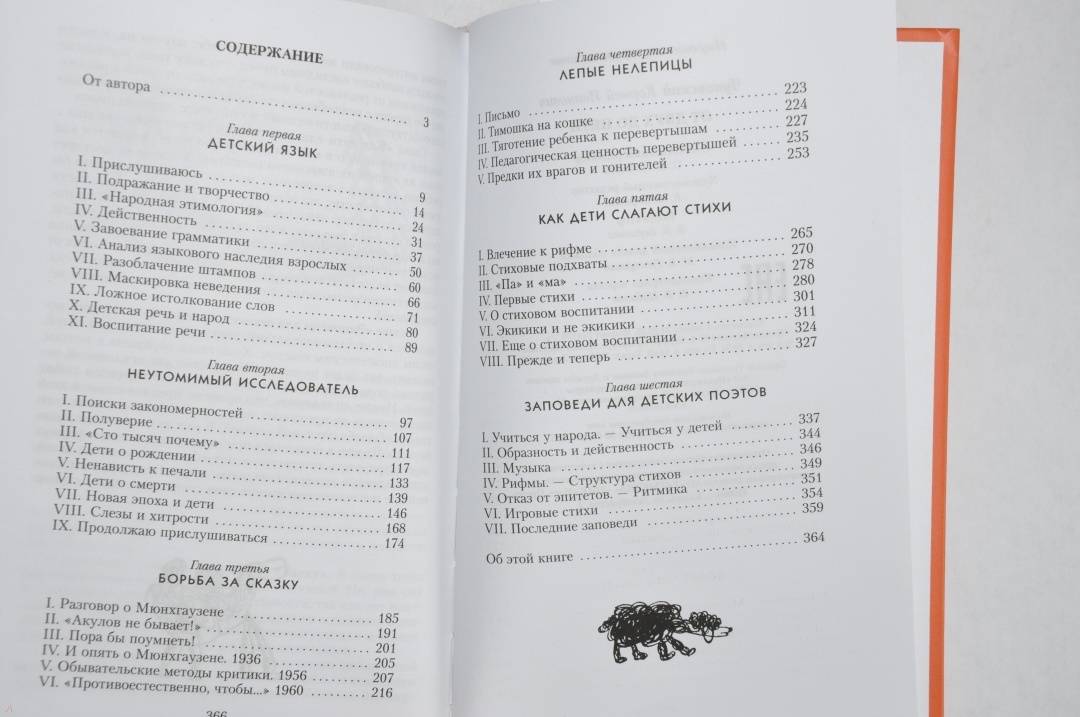 СОДЕРЖАНИЕ
От автора ........ 3
Глава первая
ДЕТСКИЙ ЯЗЫК
I. Прислушиваюсь ........ 9
II. Подражание и творчество ........ 14
III. «Народная этимология» ........ 24
IV. Действенность ........ 31
V. Завоевание грамматики ........ 37
VI. Анализ языкового наследия взрослых ........ 50
VII. Разоблачение штампов ........ 60
VIII. Маскировка неведения ........ 66
IX. Ложное истолкование слов ........ 71
X. Детская речь и народ ........ 80
XI. Воспитание речи ........ 89
Глава вторая
НЕУТОМИМЫЙ ИССЛЕДОВАТЕЛЬ
I. Поиски закономерностей ........ 97
II. Полуверие ........ 107
III. «Сто тысяч почему» ........ 111
IV. Дети о рождении ........ 117
V. Ненависть к печали ........ 133
VI. Дети о смерти ........ 139
VII. Новая эпоха и дети ........ 146
VIII. Слезы и хитрости ........ 168
IX. Продолжаю прислушиваться ........ 174
Глава третья
БОРЬБА ЗА СКАЗКУ
I. Разговор о Мюнхгаузене ........ 185
II. «Акулов не бывает!» ........ 191
III. Пора бы поумнеть! ........ 201
IV. И опять о Мюнхгаузене. 1936 ........ 205
V. Обывательские методы критики. 1956 ........ 207
VI. «Противоестественно, чтобы...» 1960 ........ 216
366
Глава четвертая
ЛЕПЫЕ НЕЛЕПИЦЫ
I. Письмо ........ 223
II. Тимошка на кошке ........ 224
III. Тяготение ребенка к перевертышам ........ 227
IV. Педагогическая ценность перевертышей ........ 235
V. Предки их врагов и гонителей ........ 253
Глава пятая
КАК ДЕТИ СЛАГАЮТ СТИХИ
I. Влечение к рифме ........ 265
II. Стиховые подхваты ........ 270
III. «Па» и «ма» ........ 278
IV. Первые стихи ........ 280
V. О стиховом воспитании ........ 301
VI. Экикики и не экикики ........ 311
VII. Еще о стиховом воспитании ........ 324
VIII. Прежде и теперь ........ 327
Глава шестая
ЗАПОВЕДИ ДЛЯ ДЕТСКИХ ПОЭТОВ
I. Учиться у народа. — Учиться у детей ........ 337
II. Образность и действенность ........ 344
III. Музыка ........ 346
IV. Рифмы. — Структура стихов ........ 349
V. Отказ от эпитетов. — Ритмика ........ 351
VI. Игровые стихи ........ 354
VII. Последние заповеди ........ 359
Об этой книге ........ 364